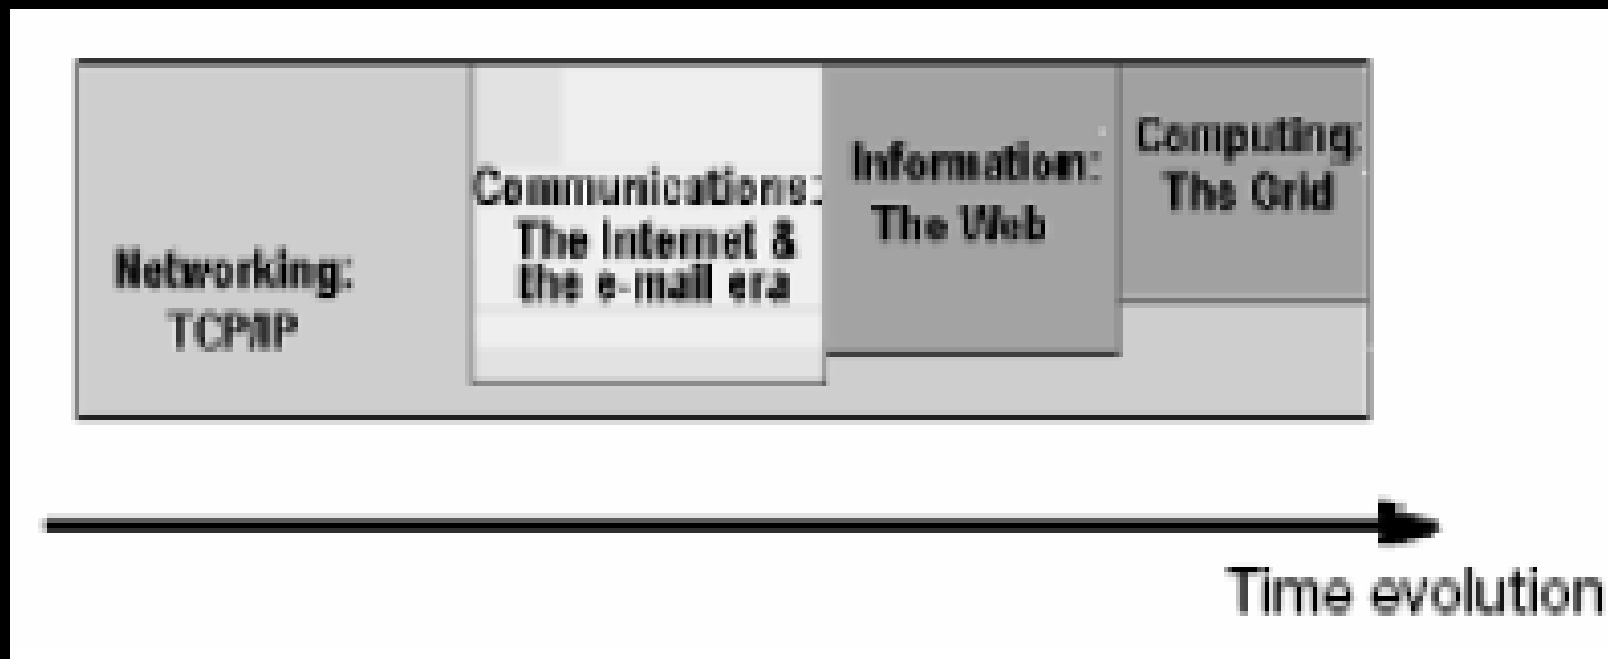 Networking:
TCP/IP
Communications:
The Internet &
the e-mail era
Information:
The Web
Computing:
The Grid
Time evolution